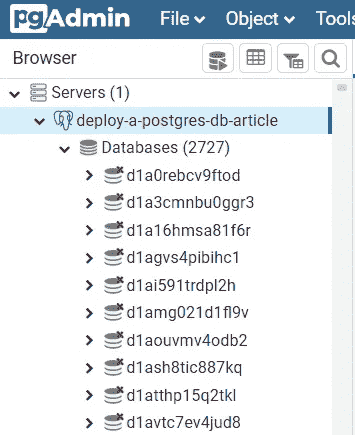 pgAdmin File Object Tools
Browser
Servers (1)
deploy-a-postgres-db-article
Databases (2727)
d1a0rebcv9ftod
d1a3cmnbu0ggr3
d1a16hmsa81f6r
d1agvs4pibihc1
d1ai591trdpl2h
d1amg021d1fl9v
d1aouvmv4odb2
d1ash8tic887kq
d1atthp15q2tkl
d1avtc7ev4jud8